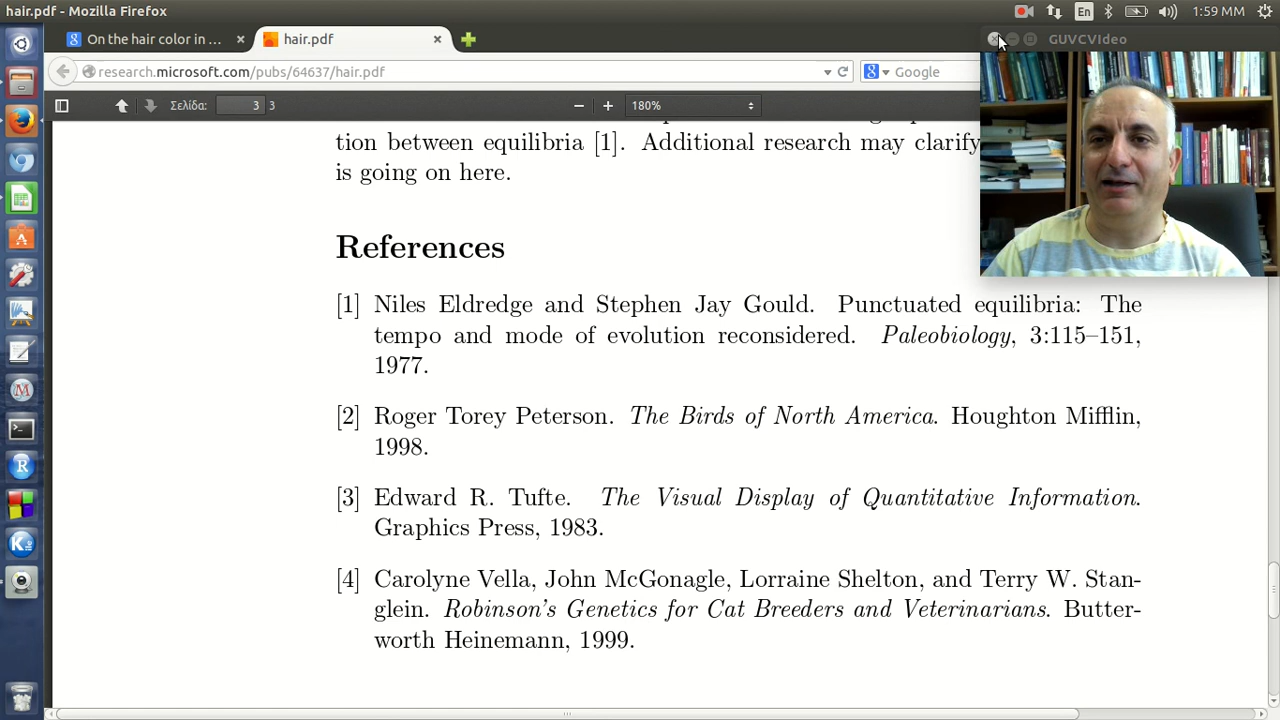 hair.pdf - Mozilla Firefox
En
1:59 MM
On the hair color in ...
hair.pdf
GUVCVIdeo
research.microsoft.com/pubs/64637/hair.pdf
Google
Σελίδα: 3 3
180%
tion between equilibria [1]. Additional research may clarify
is going on here.
References
[1] Niles Eldredge and Stephen Jay Gould. Punctuated equilibria: The
tempo and mode of evolution reconsidered. Paleobiology, 3:115–151,
1977.
[2] Roger Torey Peterson. The Birds of North America. Houghton Mifflin,
1998.
[3] Edward R. Tufte. The Visual Display of Quantitative Information.
Graphics Press, 1983.
[4] Carolyne Vella, John McGonagle, Lorraine Shelton, and Terry W. Stan-
glein. Robinson's Genetics for Cat Breeders and Veterinarians. Butter-
worth Heinemann, 1999.